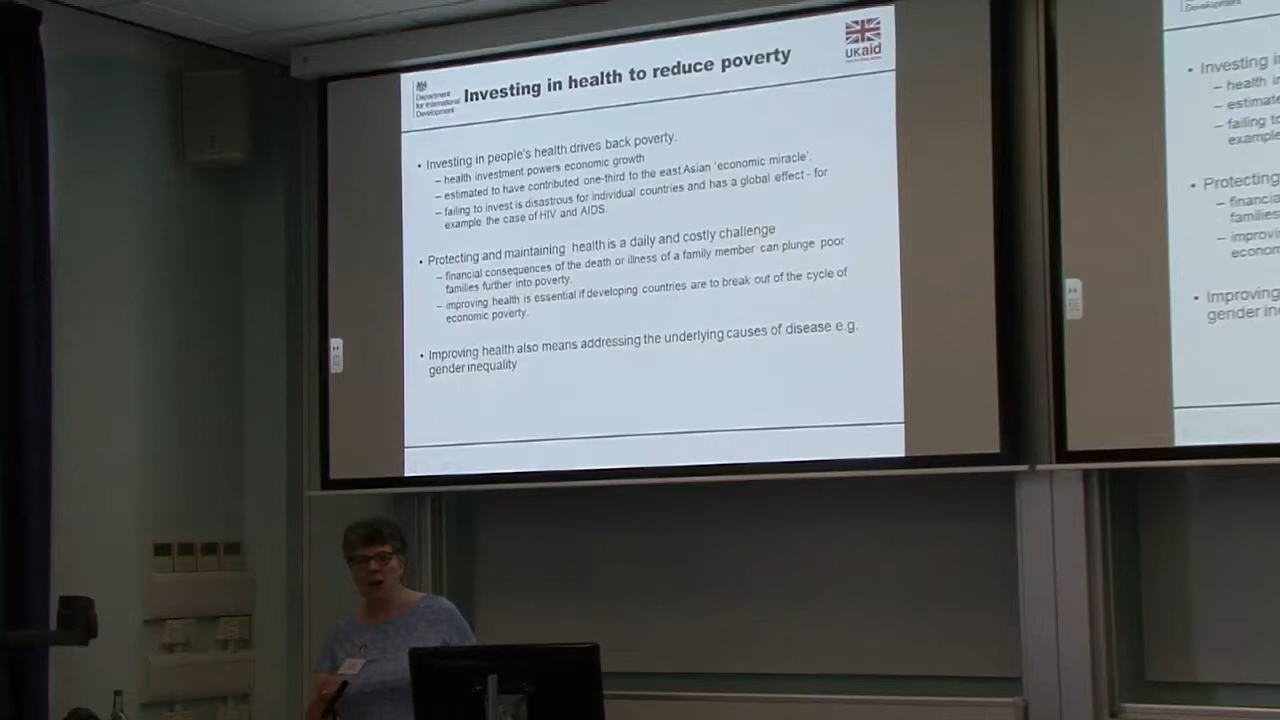 Department
for International
Development
Investing in health to reduce poverty
UKaid
• Investing in people's health drives back poverty.
– health investment powers economic growth
– estimated to have contributed one-third to the east Asian 'economic miracle'.
– failing to invest is disastrous for individual countries and has a global effect - for
example the case of HIV and AIDS.
• Protecting and maintaining health is a daily and costly challenge
– financial consequences of the death or illness of a family member can plunge poor
families further into poverty.
– improving health is essential if developing countries are to break out of the cycle of
economic poverty.
• Improving health also means addressing the underlying causes of disease e.g.
gender inequality
Development
• Investing i
– health i
– estimate
– failing to
example
• Protecting
– financia
families
– improvi
econom
• Improving
gender in